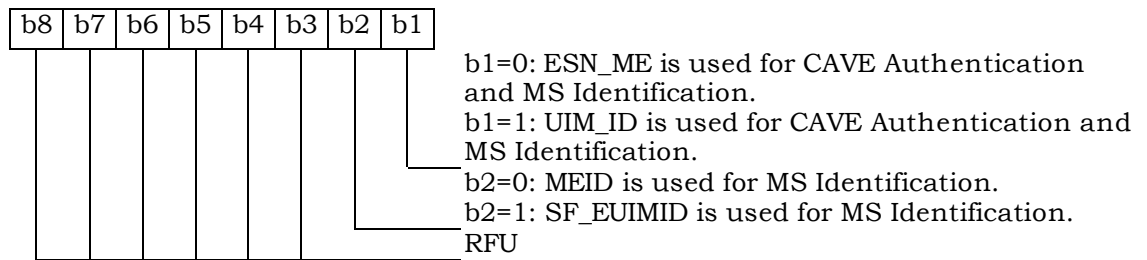 b8 b7 b6 b5 b4 b3 b2 b1
b1=0: ESN_ME is used for CAVE Authentication
and MS Identification.
b1=1: UIM_ID is used for CAVE Authentication and
MS Identification.
b2=0: MEID is used for MS Identification.
b2=1: SF_EUIMID is used for MS Identification.
RFU